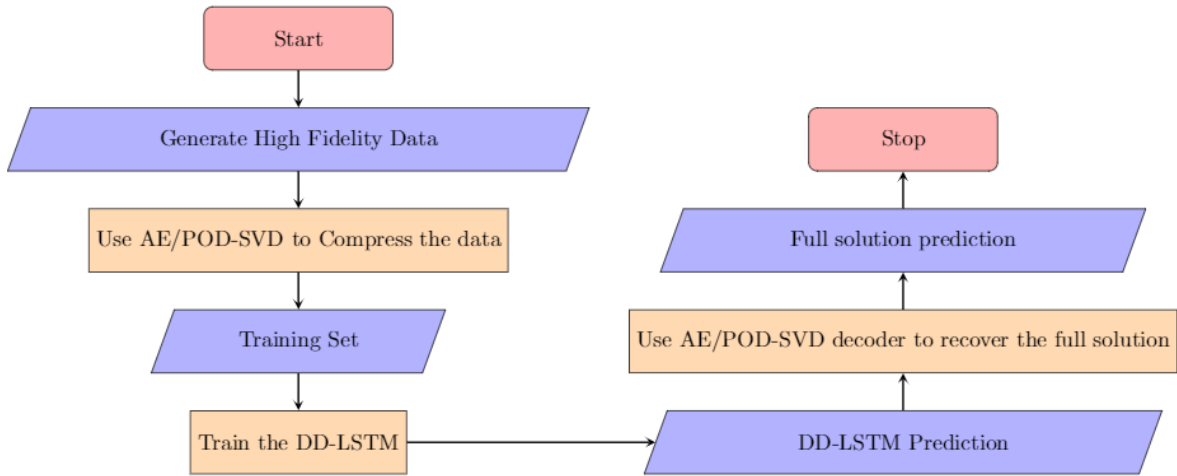 Start
Generate High Fidelity Data
Use AE/POD-SVD to Compress the data
Training Set
Train the DD-LSTM
DD-LSTM Prediction
Use AE/POD-SVD decoder to recover the full solution
Full solution prediction
Stop